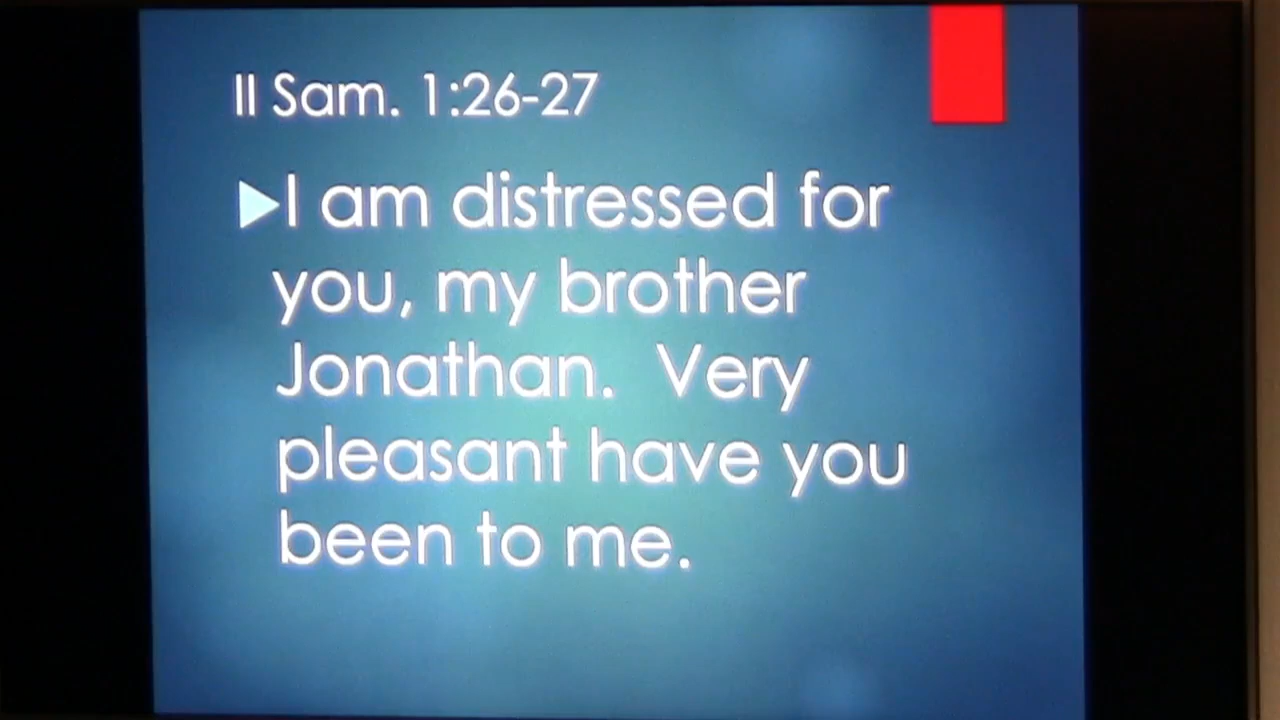 II Sam. 1:26-27
I am distressed for
you, my brother
Jonathan.  Very
pleasant have you
been to me.